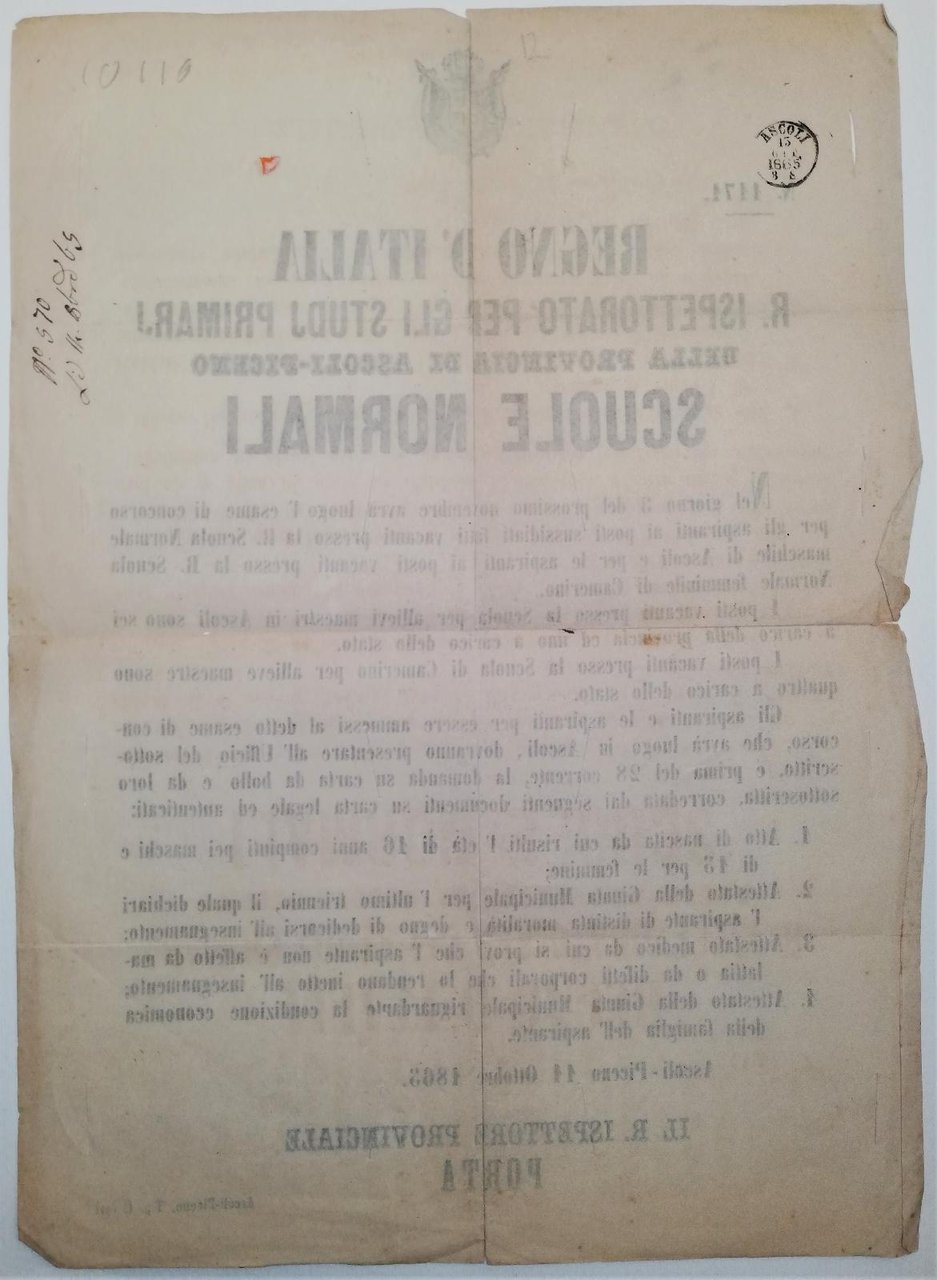 ASCOLI
15
1865
N. 1171.
REGNO D' ITALIA
R. ISPETTORATO PER GLI STUDJ PRIMARJ
DELLA PROVINCIA DI ASCOLI-PICENO
SCUOLE NORMALI
Nel giorno 3 del prossimo novembre avrà luogo l' esame di concorso
per gli aspiranti ai posti sussidiati fatti vacanti presso la R. Scuola Normale
maschile di Ascoli e per le aspiranti ai posti vacanti presso la R. Scuola
Normale femminile di Camerino.
I posti vacanti presso la Scuola per allievi maestri in Ascoli sono sei
a carico della provincia ed uno a carico dello stato.
I posti vacanti presso la Scuola di Camerino per allieve maestre sono
quattro a carico dello stato.
Gli aspiranti e le aspiranti per essere ammessi al detto esame di con-
corso, che avrà luogo in Ascoli, dovranno presentare all' Ufficio del sotto-
scritto, e prima del 28 corrente, la domanda su carta da bollo e da loro
sottoscritta, corredata dai seguenti documenti su carta legale ed autenticati:
1. Atto di nascita da cui risulti l' età di 16 anni compiuti pei maschi e
di 15 per le femmine;
2. Attestato della Giunta Municipale per l' ultimo triennio, il quale dichiari
l' aspirante di distinta moralità e degno di dedicarsi all' insegnamento;
3. Attestato medico da cui si provi che l' aspirante non è affetto da ma-
lattia o da difetti corporali che lo rendano inetto all' insegnamento;
4. Attestato della Giunta Municipale riguardante la condizione economica
della famiglia dell' aspirante.
Ascoli-Piceno 11 Ottobre 1865.
IL R. ISPETTORE PROVINCIALE
PORTA
Ascoli-Piceno, T.
N° 570